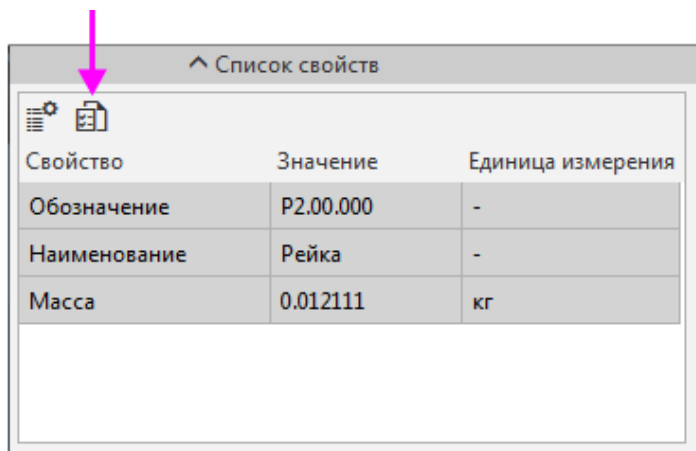 Список свойств
Свойство Значение Единица измерения
Обозначение Р2.00.000 -
Наименование Рейка -
Масса 0.012111 кг